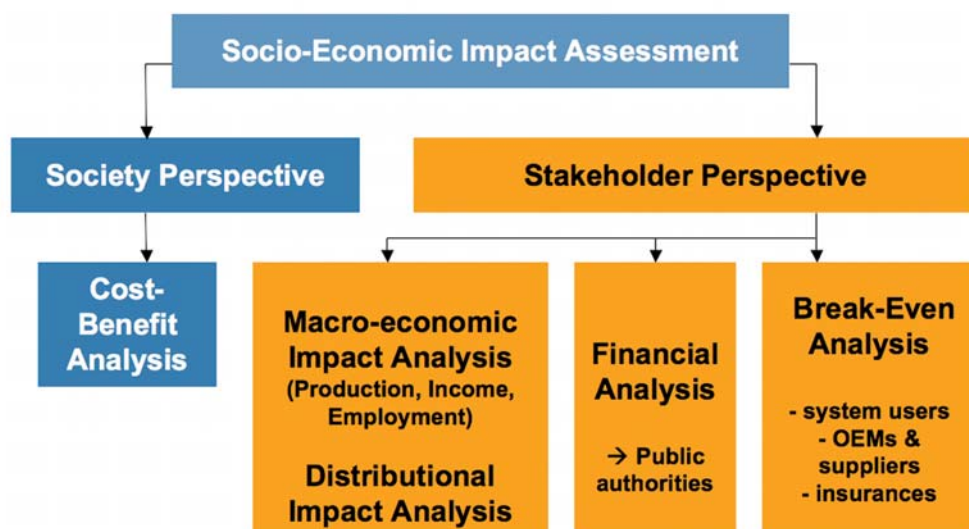 Socio-Economic Impact Assessment
Society Perspective
Stakeholder Perspective
Cost-
Benefit
Analysis
Macro-economic
Impact Analysis
(Production, Income,
Employment)
Distributional
Impact Analysis
Financial
Analysis
→ Public
authorities
Break-Even
Analysis
- system users
- OEMs &
suppliers
- insurances